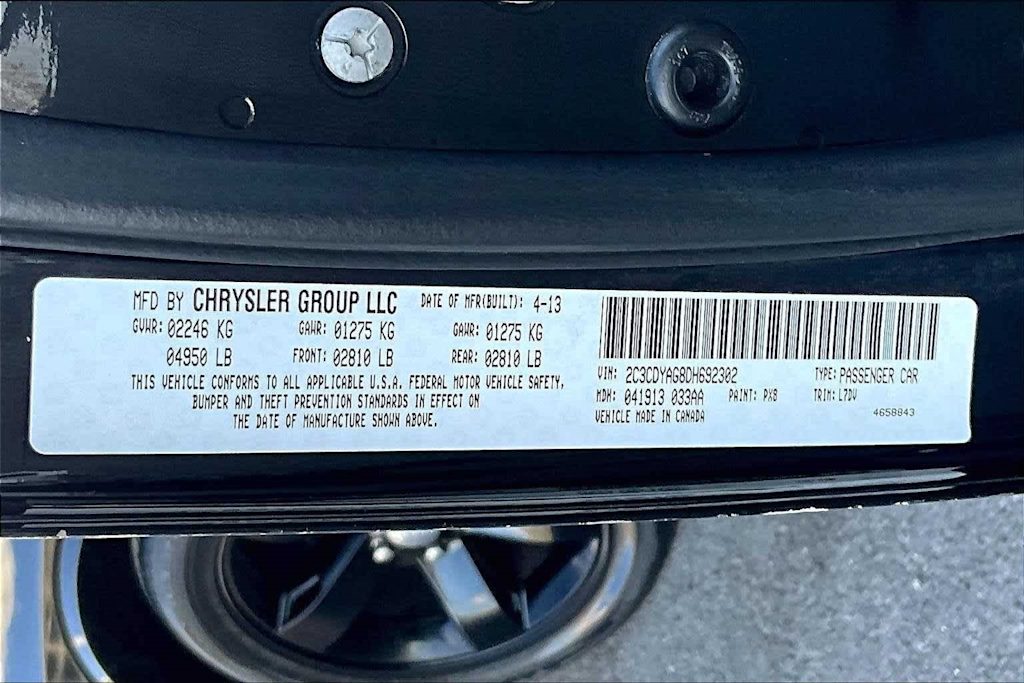 MFD BY CHRYSLER GROUP LLC DATE OF MFR(BUILT): 4-13
GVWR: 02246 KG GAWR: 01275 KG GAWR: 01275 KG
04950 LB FRONT: 02810 LB REAR: 02810 LB
THIS VEHICLE CONFORMS TO ALL APPLICABLE U.S.A. FEDERAL MOTOR VEHICLE SAFETY,
BUMPER AND THEFT PREVENTION STANDARDS IN EFFECT ON
THE DATE OF MANUFACTURE SHOWN ABOVE.
VIN: 2C3CDYAG8DH692302 TYPE: PASSENGER CAR
MDH: 041913 033AA PAINT: PX8 TRIM: L7DV
VEHICLE MADE IN CANADA 4658843